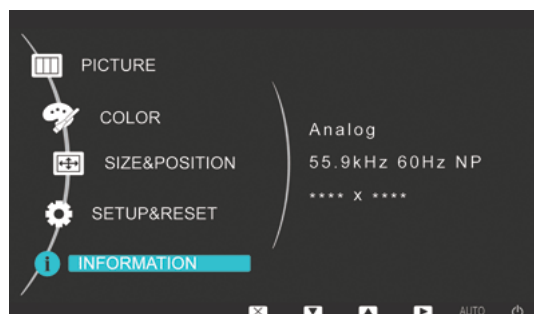 PICTURE
COLOR
SIZE&POSITION
SETUP&RESET
INFORMATION
Analog
55.9kHz 60Hz NP
**** X ****
AUTO